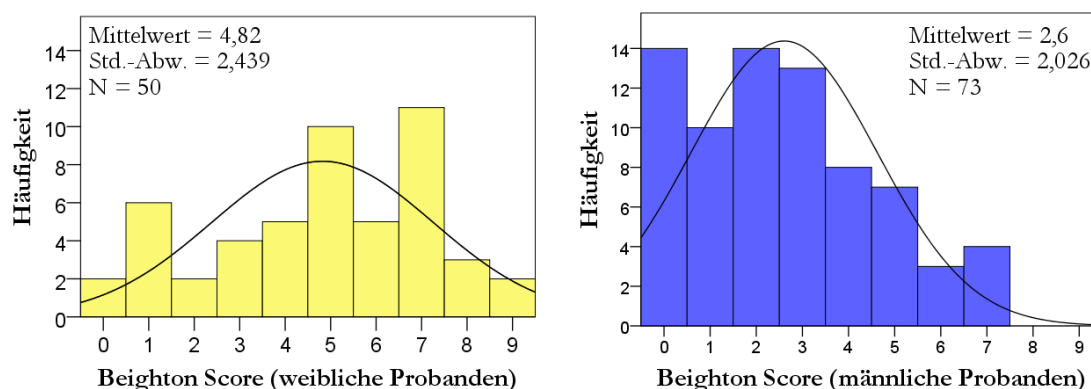 Mittelwert = 4,82
Std.-Abw. = 2,439
N = 50
Häufigkeit
14
12
10
8
6
4
2
0
0 1 2 3 4 5 6 7 8 9
Beighton Score (weibliche Probanden)
Mittelwert = 2,6
Std.-Abw. = 2,026
N = 73
Häufigkeit
14
12
10
8
6
4
2
0
0 1 2 3 4 5 6 7 8 9
Beighton Score (männliche Probanden)